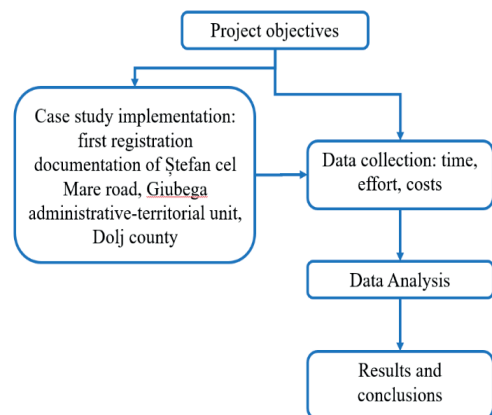 Project objectives
Case study implementation:
first registration
documentation of Ștefan cel
Mare road, Giubega
administrative-territorial unit,
Dolj county
Data collection: time,
effort, costs
Data Analysis
Results and
conclusions